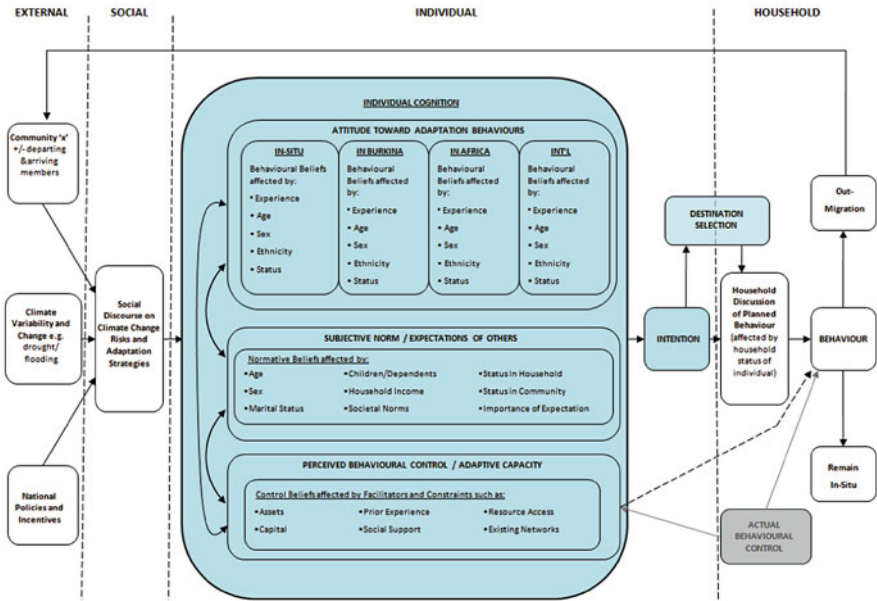 EXTERNAL
SOCIAL
INDIVIDUAL
HOUSEHOLD
Community 'x'
+/- departing
&arriving
members
Climate
Variability and
Change e.g.
drought/
flooding
National
Policies and
Incentives
Social
Discourse on
Climate Change
Risks and
Adaptation
Strategies
INDIVIDUAL COGNITION
ATTITUDE TOWARD ADAPTATION BEHAVIOURS
IN-SITU
Behavioural Beliefs
affected by:
• Experience
• Age
• Sex
• Ethnicity
• Status
IN BURKINA
Behavioural
Beliefs affected
by:
• Experience
• Age
• Sex
• Ethnicity
• Status
IN AFRICA
Behavioural
Beliefs affected
by:
• Experience
• Age
• Sex
• Ethnicity
• Status
INT'L
Behavioural
Beliefs affected
by:
• Experience
• Age
• Sex
• Ethnicity
• Status
SUBJECTIVE NORM / EXPECTATIONS OF OTHERS
Normative Beliefs affected by:
•Age
•Sex
•Marital Status
•Children/Dependents
•Household Income
•Societal Norms
•Status in Household
•Status in Community
•Importance of Expectation
PERCEIVED BEHAVIOURAL CONTROL / ADAPTIVE CAPACITY
Control Beliefs affected by Facilitators and Constraints such as:
•Assets
•Capital
•Prior Experience
•Social Support
•Resource Access
•Existing Networks
INTENTION
DESTINATION
SELECTION
Household
Discussion
of Planned
Behaviour
(affected by
household
status of
individual)
BEHAVIOUR
Out-
Migration
Remain
In-Situ
ACTUAL
BEHAVIOURAL
CONTROL